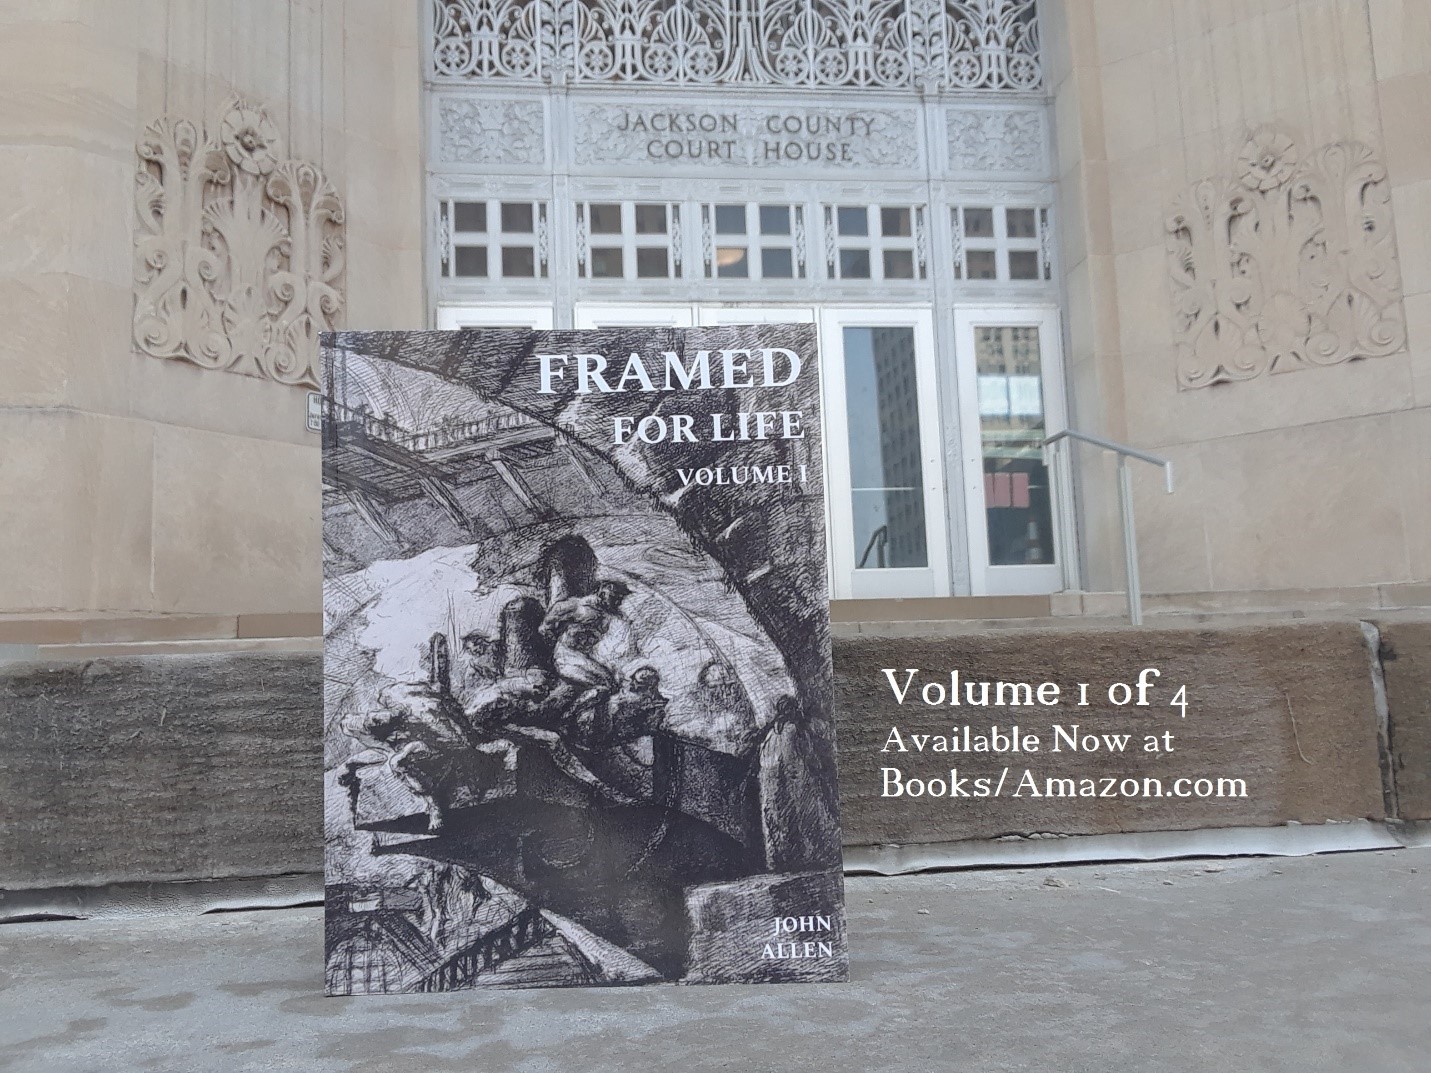 JACKSON COUNTY
COURT HOUSE
FRAMED
FOR LIFE
VOLUME I
JOHN
ALLEN
Volume 1 of 4
Available Now at
Books/Amazon.com